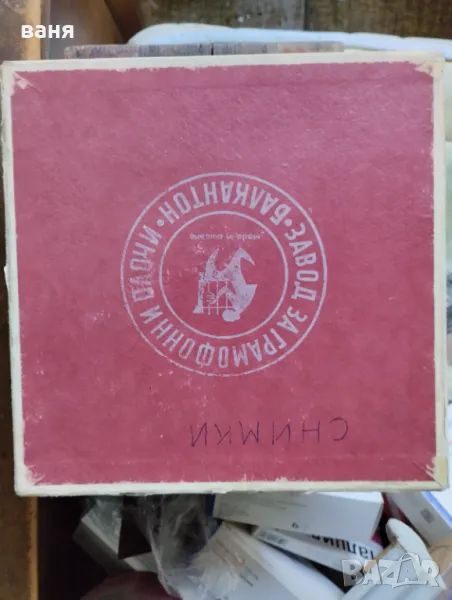 ваня
ЗАВОД ЗА ГРАМОФОННИ ПЛОЧИ • БАЛКАНТОН •
СНИМКИ
BAZAR